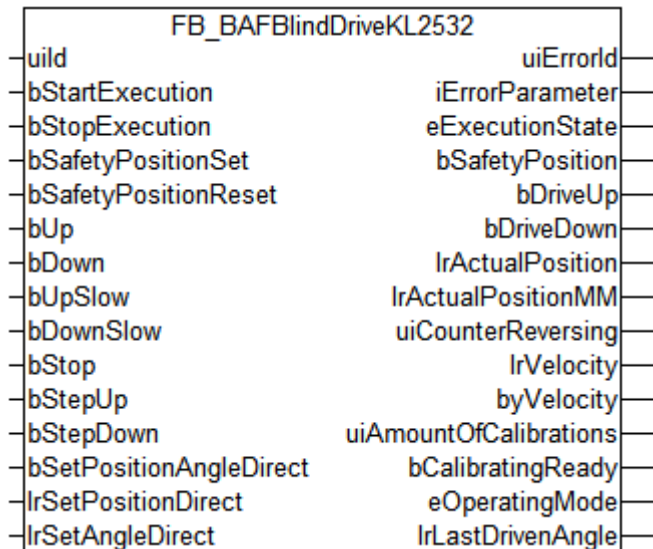 FB_BAFBlindDriveKL2532
uiId uiErrorId
bStartExecution iErrorParameter
bStopExecution eExecutionState
bSafetyPositionSet bSafetyPosition
bSafetyPositionReset bDriveUp
bUp bDriveDown
bDown lrActualPosition
bUpSlow lrActualPositionMM
bDownSlow uiCounterReversing
bStop lrVelocity
bStepUp byVelocity
bStepDown uiAmountOfCalibrations
bSetPositionAngleDirect bCalibratingReady
lrSetPositionDirect eOperatingMode
lrSetAngleDirect lrLastDrivenAngle